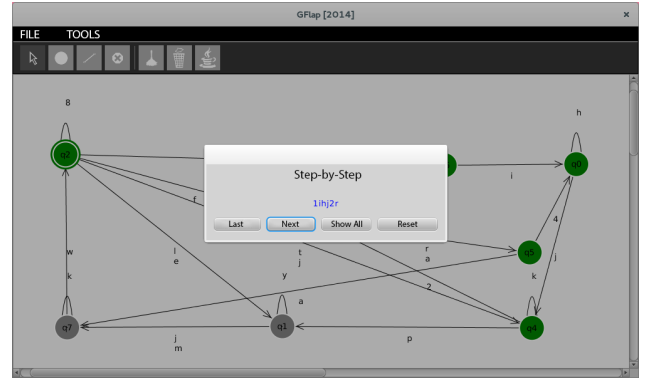 GFlap [2014]
FILE TOOLS
8
h
q2
q0
Step-by-Step
i
1ihj2r
f
4
Last Next Show All Reset
w
l
t
r
q5
j
e
j
a
k
y
k
2
a
q7
q1
q4
j
p
m